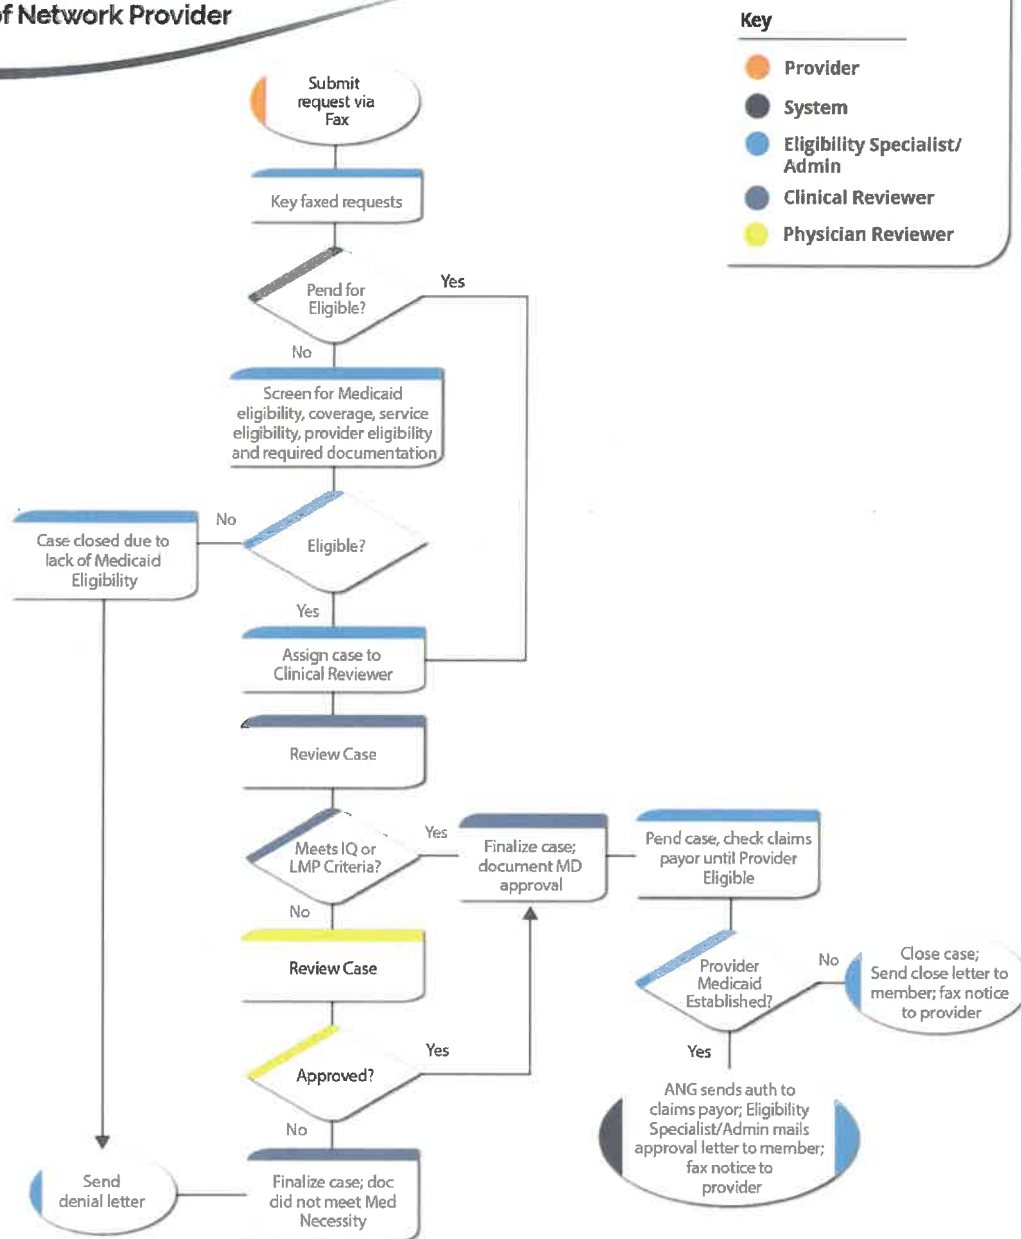 of Network Provider
Key
Provider
System
Eligibility Specialist/
Admin
Clinical Reviewer
Physician Reviewer
Submit
request via
Fax
Key faxed requests
Pend for
Eligible?
Yes
No
Screen for Medicaid
eligibility, coverage, service
eligibility, provider eligibility
and required documentation
Eligible?
No
Case closed due to
lack of Medicaid
Eligibility
Yes
Assign case to
Clinical Reviewer
Review Case
Meets IQ or
LMP Criteria?
Yes
Finalize case;
document MD
approval
Pend case, check claims
payor until Provider
Eligible
No
Review Case
Provider
Medicaid
Established?
No
Close case;
Send close letter to
member; fax notice
to provider
Approved?
Yes
Yes
ANG sends auth to
claims payor; Eligibility
Specialist/Admin mails
approval letter to member;
fax notice to
provider
No
Finalize case; doc
did not meet Med
Necessity
Send
denial letter